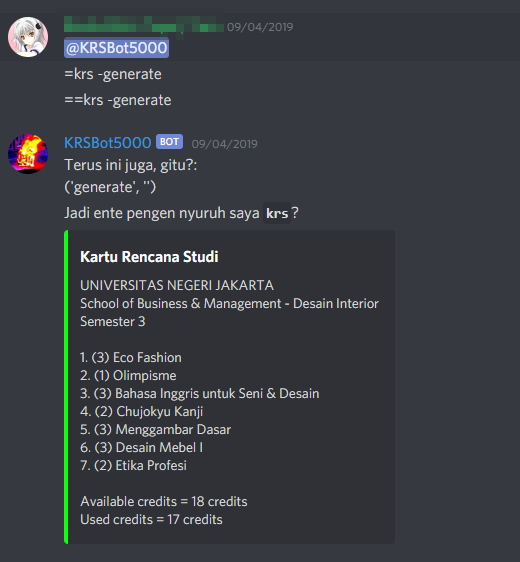 09/04/2019
@KRSBot5000
=krs -generate
==krs -generate
KRSBot5000 BOT 09/04/2019
Terus ini juga, gitu?:
('generate', '')
Jadi ente pengen nyuruh saya krs ?
Kartu Rencana Studi
UNIVERSITAS NEGERI JAKARTA
School of Business & Management - Desain Interior
Semester 3
1. (3) Eco Fashion
2. (1) Olimpisme
3. (3) Bahasa Inggris untuk Seni & Desain
4. (2) Chujokyu Kanji
5. (3) Menggambar Dasar
6. (3) Desain Mebel I
7. (2) Etika Profesi
Available credits = 18 credits
Used credits = 17 credits